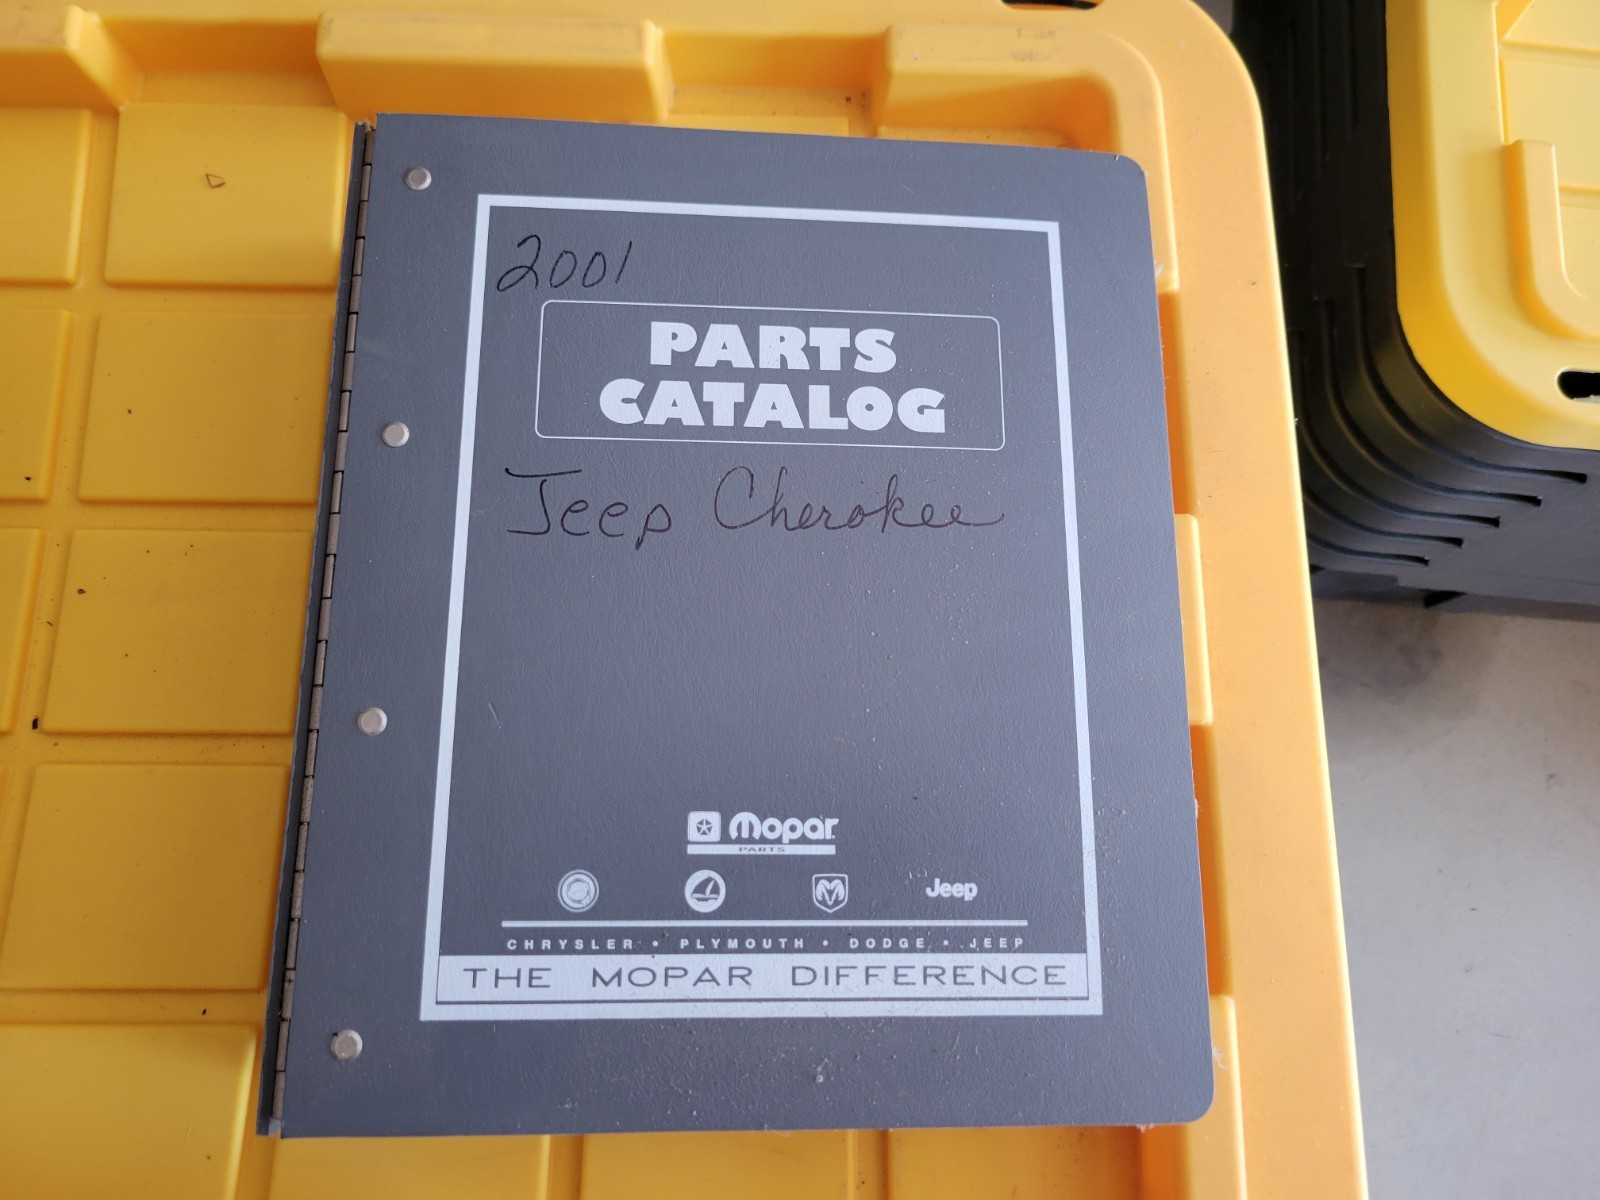 2001
PARTS
CATALOG
Jeep Cherokee
Mopar
PARTS
Jeep
CHRYSLER • PLYMOUTH • DODGE • JEEP
THE MOPAR DIFFERENCE